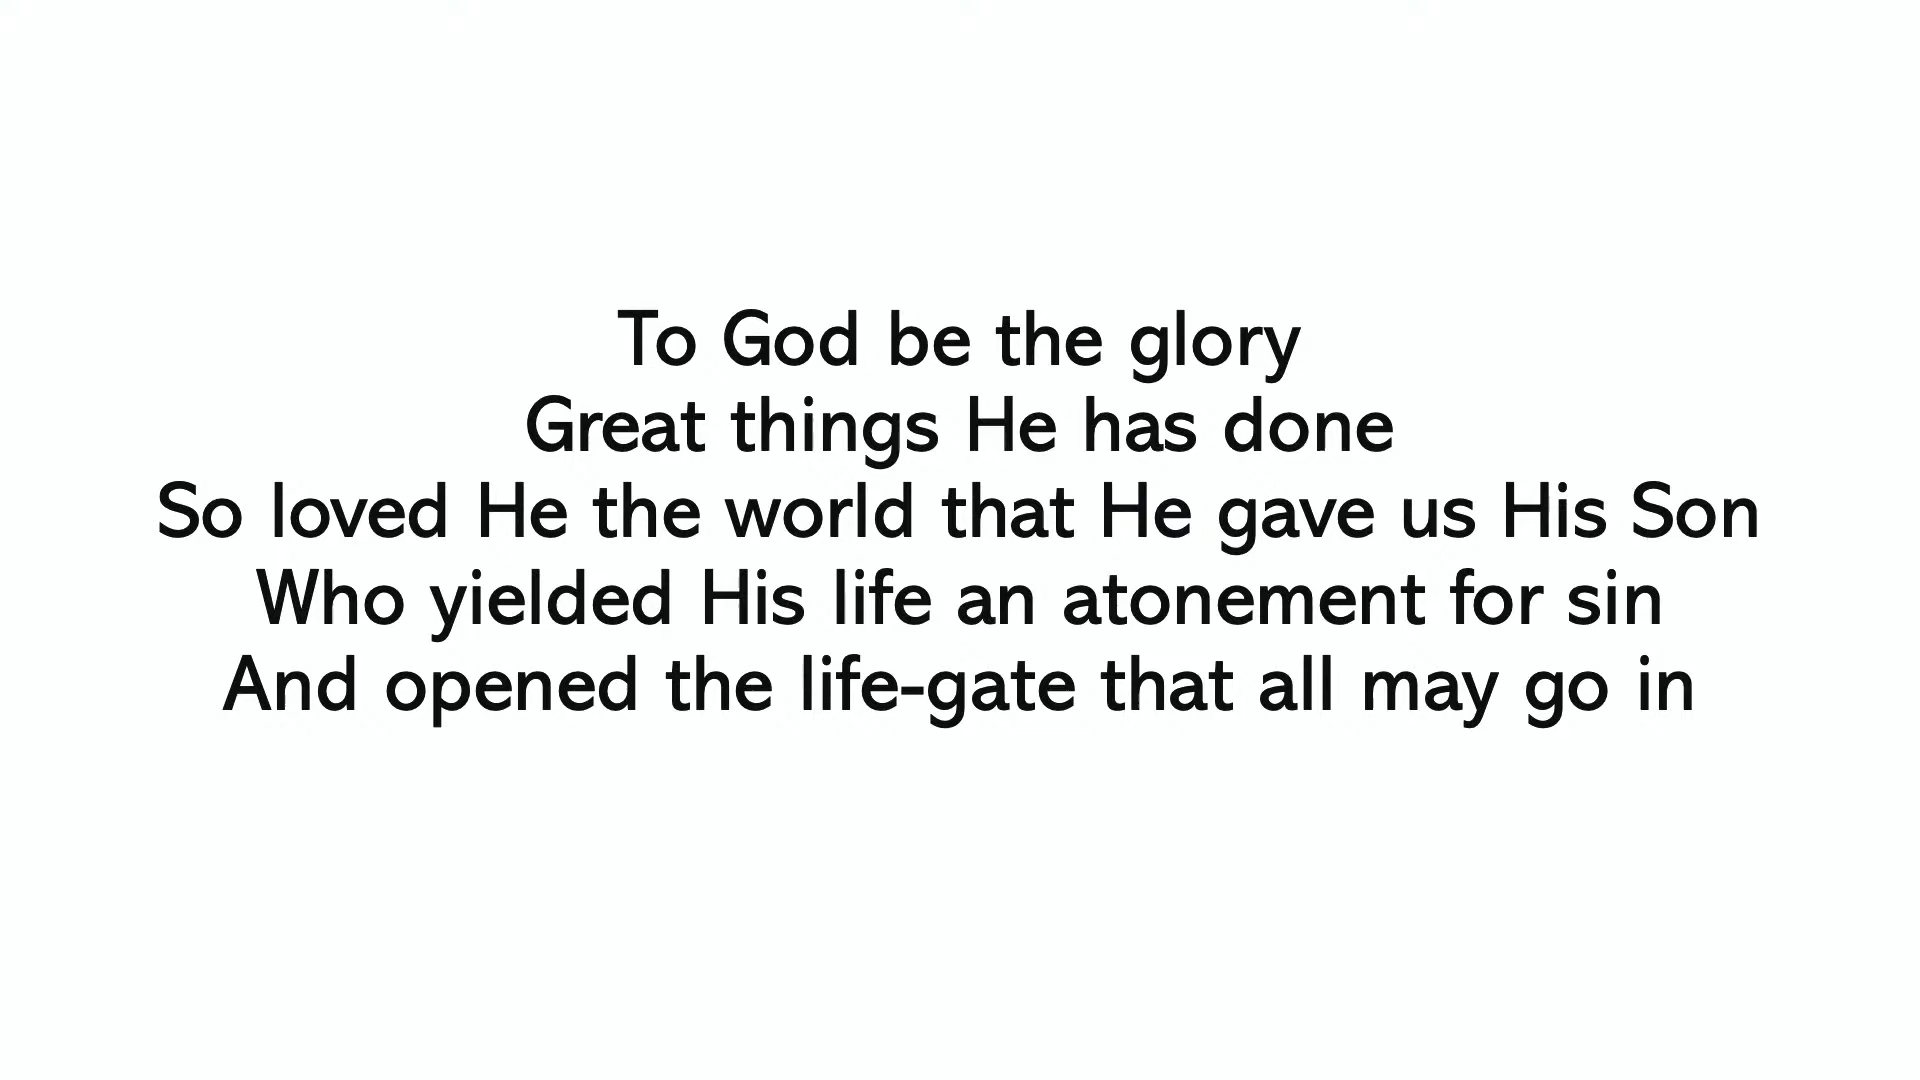 To God be the glory
Great things He has done
So loved He the world that He gave us His Son
Who yielded His life an atonement for sin
And opened the life-gate that all may go in